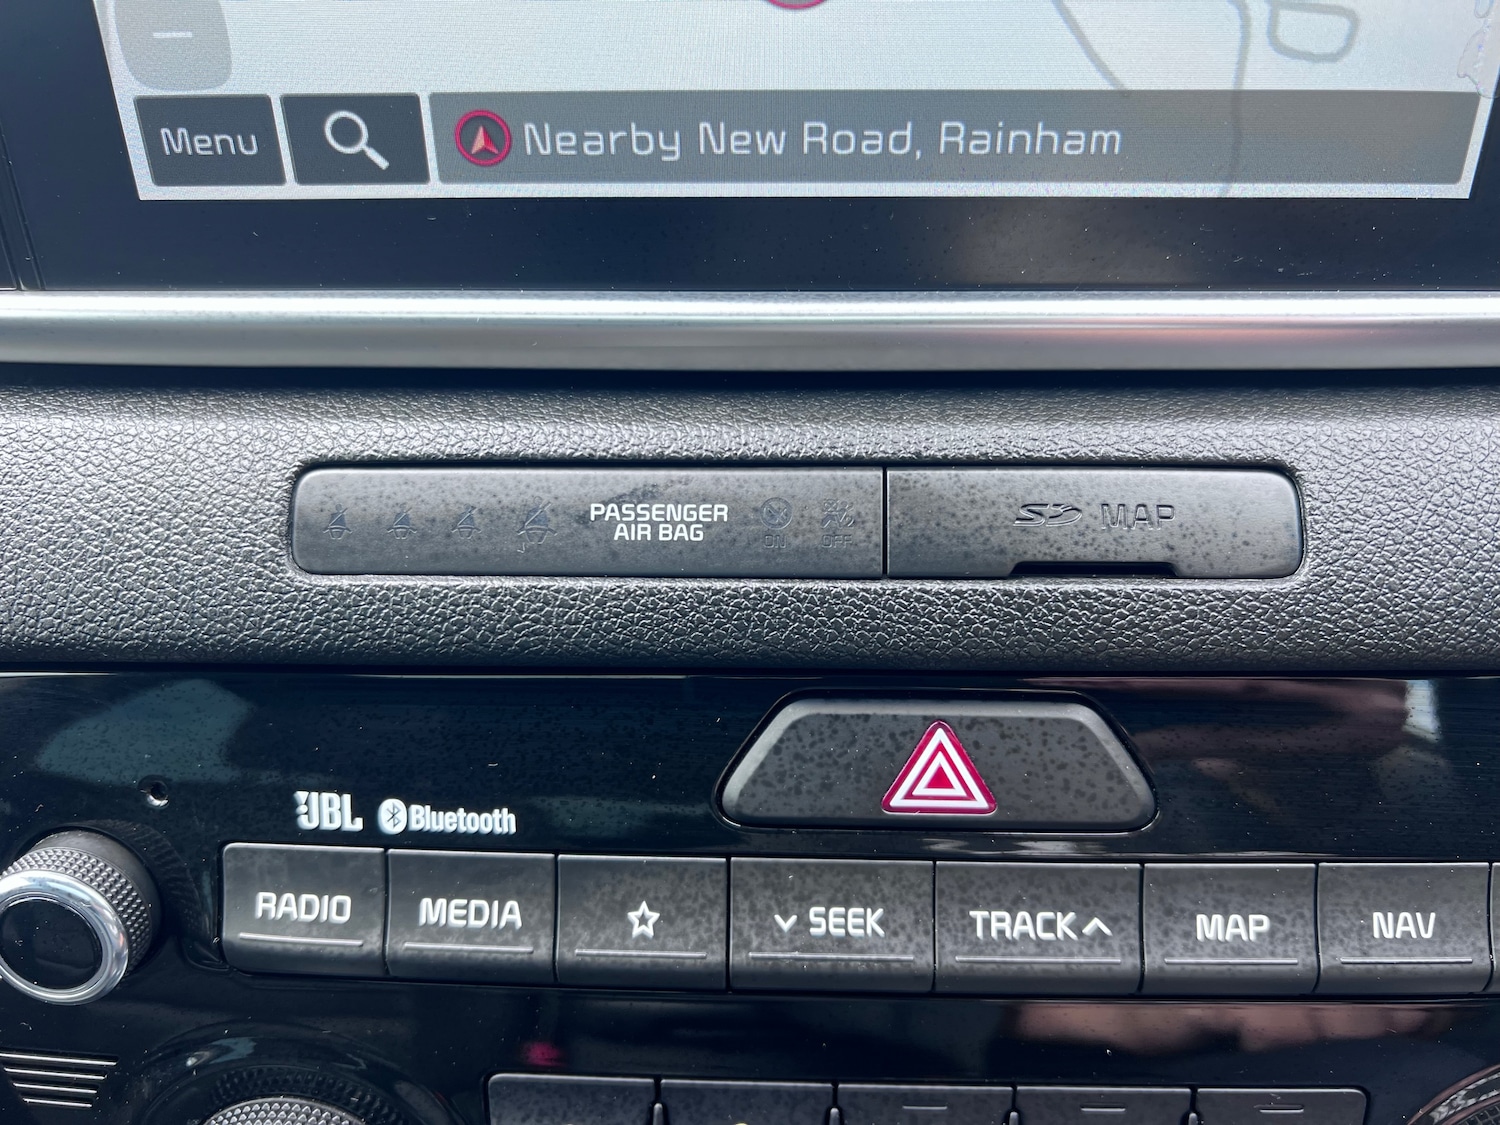 Menu
Nearby New Road, Rainham
PASSENGER
AIR BAG
ON
OFF
SD MAP
JBL Bluetooth
RADIO
MEDIA
SEEK
TRACK
MAP
NAV